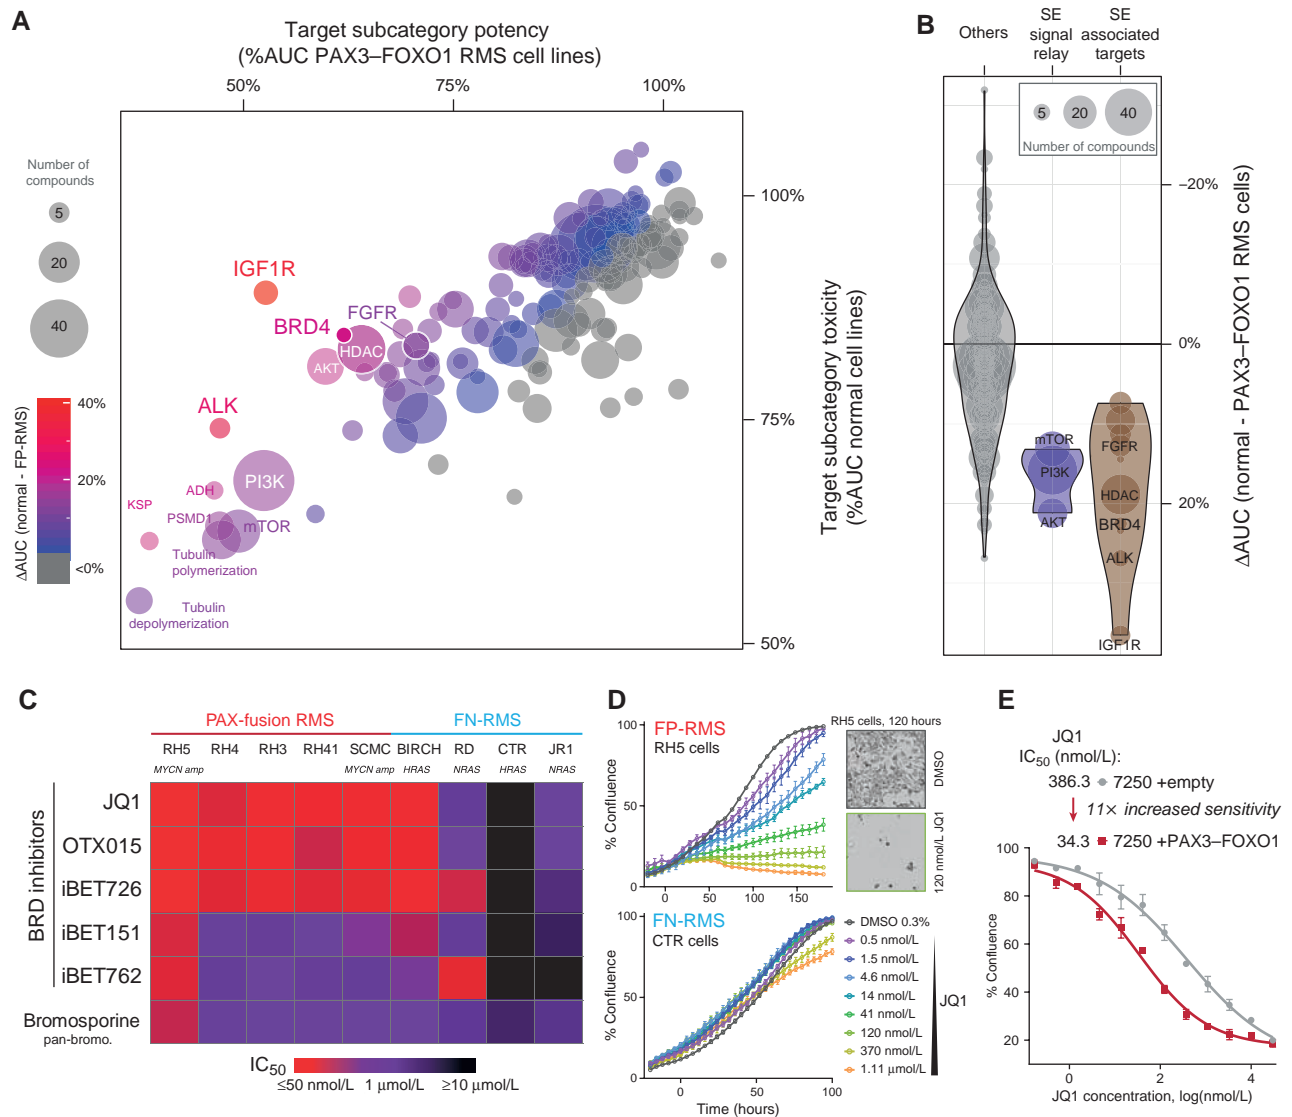 A
Target subcategory potency
(%AUC PAX3–FOXO1 RMS cell lines)
50%
75%
100%
Number of
compounds
5
20
40
40%
20%
<0%
ΔAUC (normal - FP-RMS)
IGF1R
BRD4
FGFR
HDAC
AKT
ALK
PI3K
ADH
KSP
PSMD1
mTOR
Tubulin
polymerization
Tubulin
depolymerization
100%
75%
50%
Target subcategory toxicity
(%AUC normal cell lines)
B
Others
SE
signal
relay
SE
associated
targets
5
20
40
Number of compounds
–20%
0%
20%
ΔAUC (normal - PAX3–FOXO1 RMS cells)
mTOR
PI3K
AKT
FGFR
HDAC
BRD4
ALK
IGF1R
C
PAX-fusion RMS
FN-RMS
RH5
RH4
RH3
RH41
SCMC
BIRCH
RD
CTR
JR1
MYCN amp
MYCN amp
HRAS
NRAS
HRAS
NRAS
BRD inhibitors
JQ1
OTX015
iBET726
iBET151
iBET762
Bromosporine
pan-bromo.
IC50
≤50 nmol/L
1 μmol/L
≥10 μmol/L
D
FP-RMS
RH5 cells
100
50
0
% Confluence
0
50
100
150
RH5 cells, 120 hours
DMSO
120 nmol/L JQ1
FN-RMS
CTR cells
100
50
0
% Confluence
0
50
100
Time (hours)
DMSO 0.3%
0.5 nmol/L
1.5 nmol/L
4.6 nmol/L
14 nmol/L
41 nmol/L
120 nmol/L
370 nmol/L
1.11 μmol/L
JQ1
E
JQ1
IC50 (nmol/L):
386.3
7250 +empty
11× increased sensitivity
34.3
7250 +PAX3–FOXO1
100
80
60
40
20
% Confluence
0
2
4
JQ1 concentration, log(nmol/L)